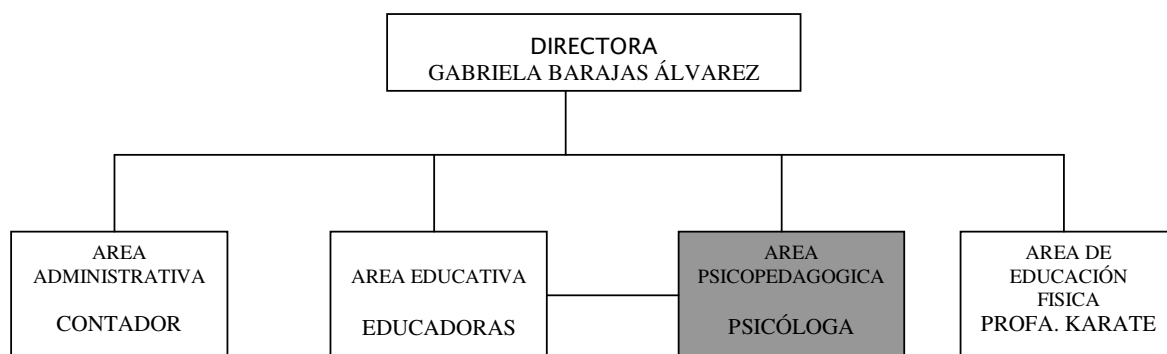 DIRECTORA
GABRIELA BARAJAS ÁLVAREZ
AREA
ADMINISTRATIVA
CONTADOR
AREA EDUCATIVA
EDUCADORAS
AREA
PSICOPEDAGOGICA
PSICÓLOGA
AREA DE
EDUCACIÓN
FISICA
PROFA. KARATE